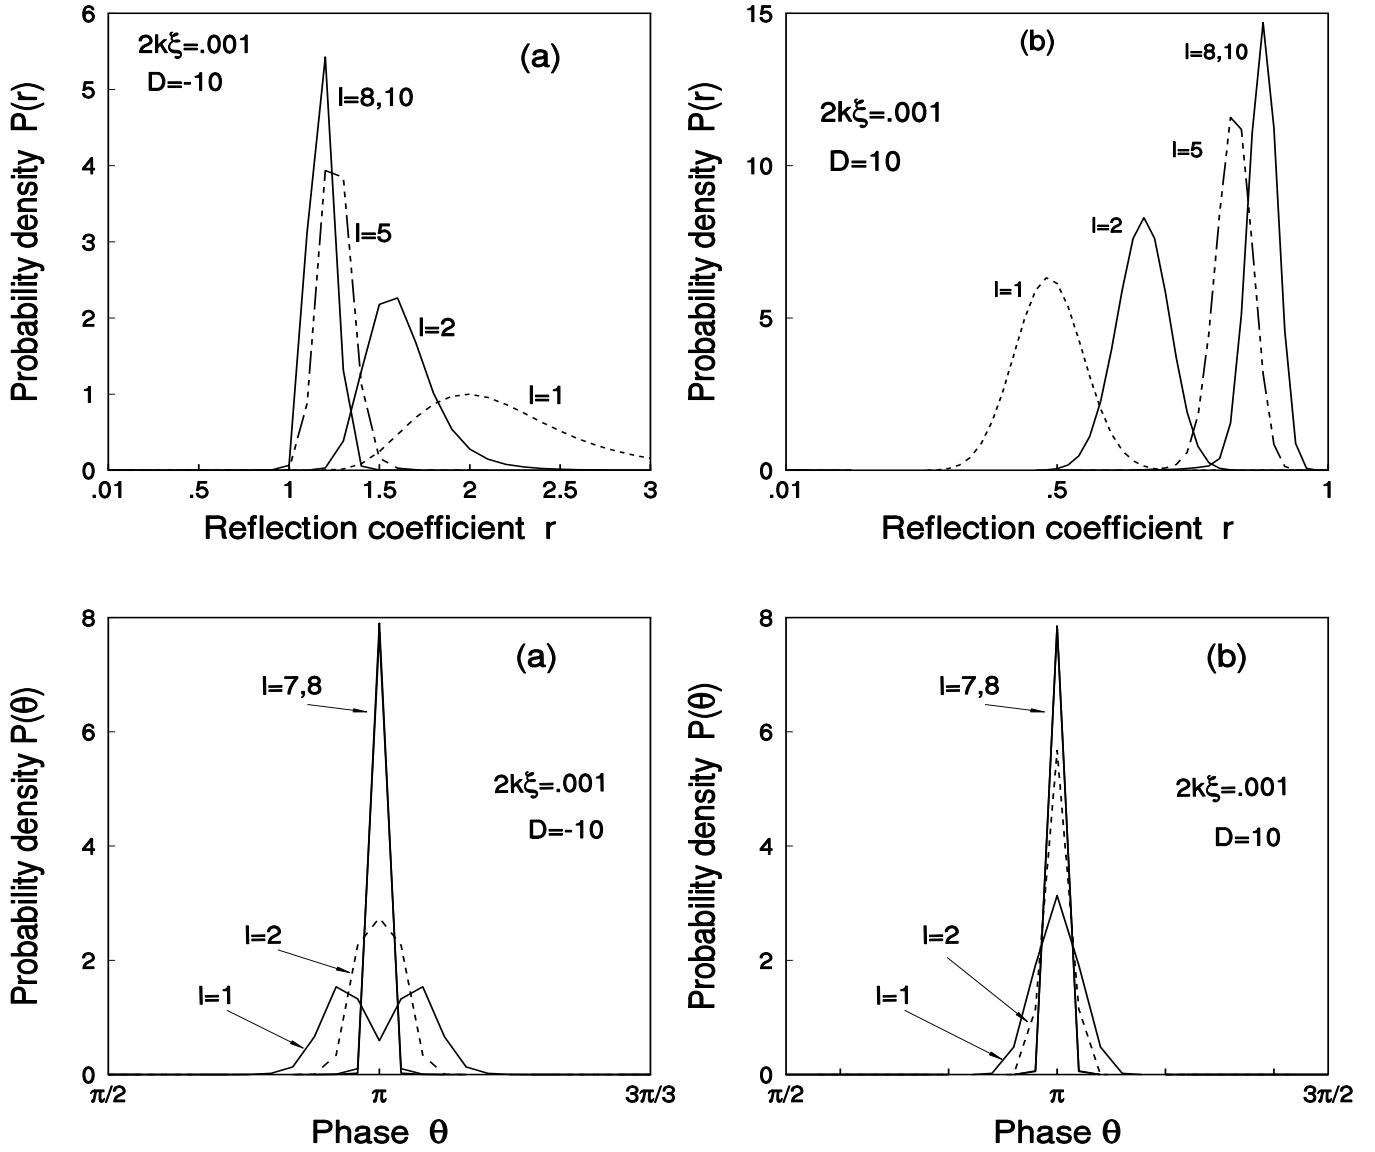 6
5
4
3
2
1
0
Probability density P(r)
2kξ=.001
D=-10
(a)
l=8,10
l=5
l=2
l=1
.01 .5 1 1.5 2 2.5 3
Reflection coefficient r
15
10
5
0
Probability density P(r)
(b)
2kξ=.001
D=10
l=8,10
l=5
l=2
l=1
.01 .5 1
Reflection coefficient r
8
6
4
2
0
Probability density P(θ)
(a)
l=7,8
2kξ=.001
D=-10
l=2
l=1
π/2 π 3π/3
Phase θ
8
6
4
2
0
Probability density P(θ)
(b)
l=7,8
2kξ=.001
D=10
l=2
l=1
π/2 π 3π/2
Phase θ